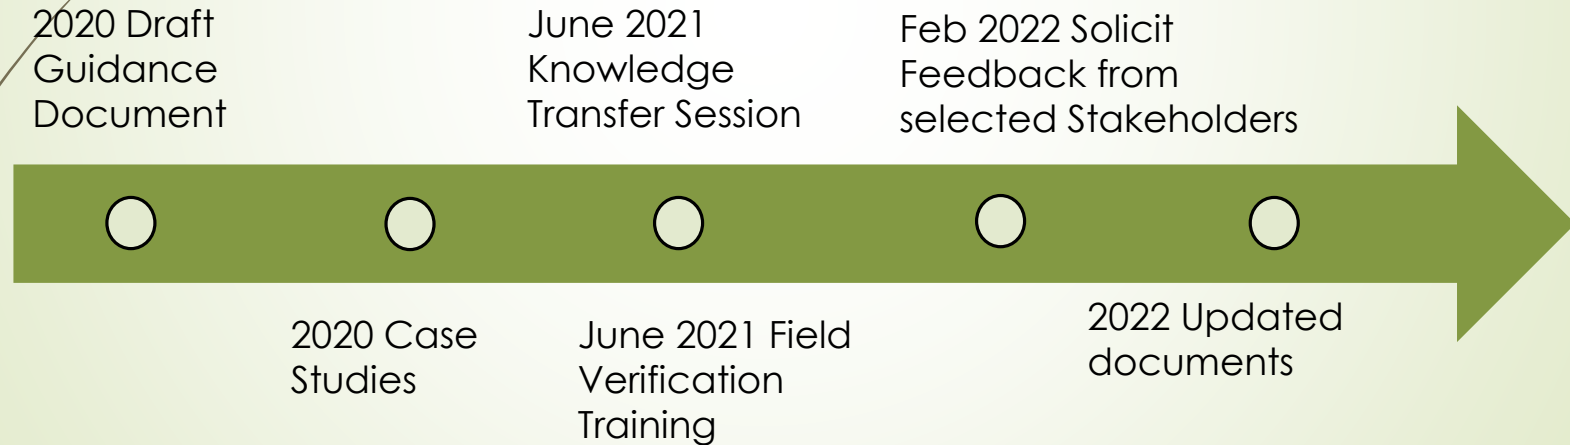 2020 Draft
Guidance
Document
June 2021
Knowledge
Transfer Session
Feb 2022 Solicit
Feedback from
selected Stakeholders
2020 Case
Studies
June 2021 Field
Verification
Training
2022 Updated
documents